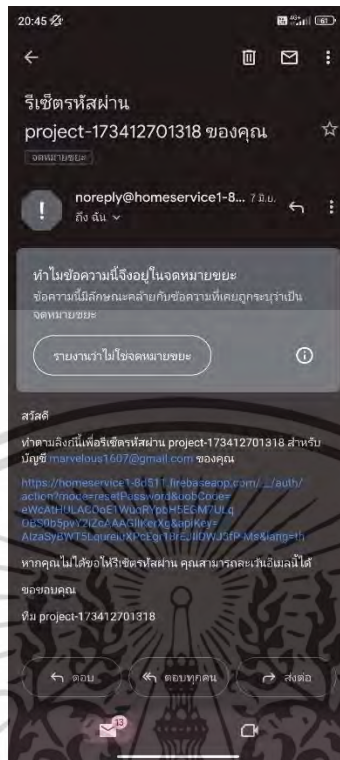 20:45
4G+
67
รีเซ็ตรหัสผ่าน
project-173412701318 ของคุณ
จดหมายขยะ
noreply@homeservice1-8... 7 มิ.ย.
ถึง ฉัน
ทำไมข้อความนี้จึงอยู่ในจดหมายขยะ
ข้อความนี้มีลักษณะคล้ายกับข้อความที่เคยถูกระบุว่าเป็น
จดหมายขยะ
รายงานว่าไม่ใช่จดหมายขยะ
สวัสดี
ทำตามลิงก์นี้เพื่อรีเซ็ตรหัสผ่าน project-173412701318 สำหรับ
บัญชี marvelous1607@gmail.com ของคุณ
https://homeservice1-8d511.firebaseapp.com/__/auth/
action?mode=resetPassword&oobCode=
หากคุณไม่ได้ขอให้รีเซ็ตรหัสผ่าน คุณสามารถละเว้นอีเมลนี้ได้
ขอขอบคุณ
ทีม project-173412701318
ตอบ
ตอบทุกคน
ส่งต่อ
13